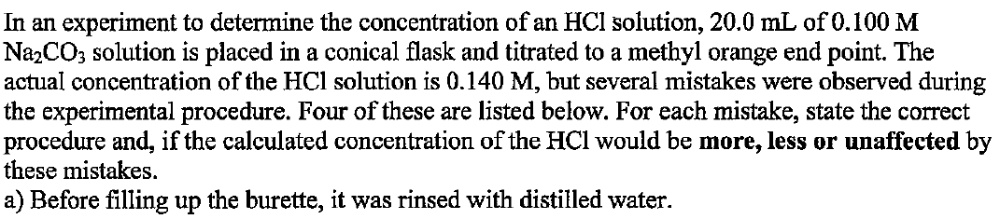 In an experiment to determine the concentration of an HCl solution, 20.0 mL of 0.100 M
Na₂CO₃ solution is placed in a conical flask and titrated to a methyl orange end point. The
actual concentration of the HCl solution is 0.140 M, but several mistakes were observed during
the experimental procedure. Four of these are listed below. For each mistake, state the correct
procedure and, if the calculated concentration of the HCl would be more, less or unaffected by
these mistakes.
a) Before filling up the burette, it was rinsed with distilled water.